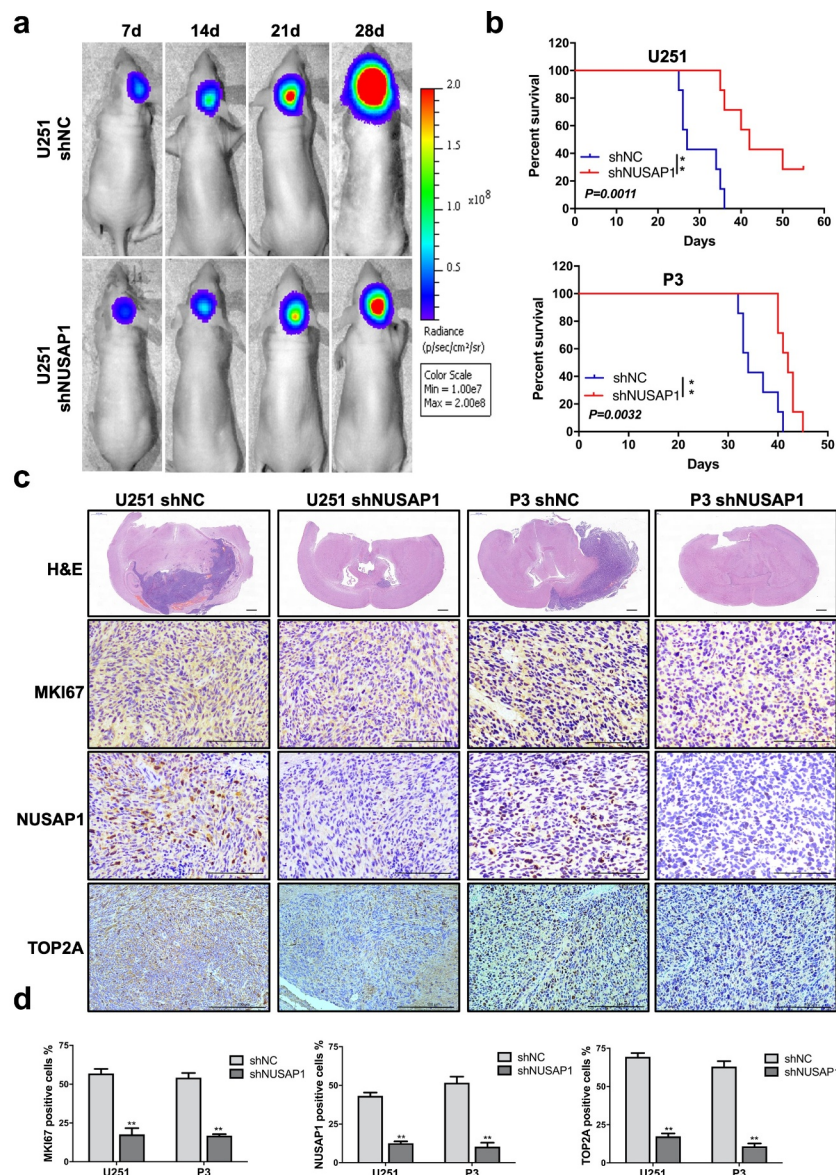 a
7d 14d 21d 28d
U251
shNC
U251
shNUSAP1
2.0
1.5
1.0 x10⁸
0.5
Radiance
(p/sec/cm²/sr)
Color Scale
Min = 1.00e7
Max = 2.00e8
b
U251
Percent survival
120
100
80
60
40
20
0
0 10 20 30 40 50 60
Days
shNC
shNUSAP1
**
P=0.0011
P3
Percent survival
120
100
80
60
40
20
0
0 10 20 30 40 50
Days
shNC
shNUSAP1
**
P=0.0032
c
U251 shNC U251 shNUSAP1 P3 shNC P3 shNUSAP1
H&E
MKI67
NUSAP1
TOP2A
d
MKI67 positive cells %
75
50
25
0
shNC
shNUSAP1
** **
U251 P3
NUSAP1 positive cells %
75
50
25
0
shNC
shNUSAP1
** **
U251 P3
TOP2A positive cells %
75
50
25
0
shNC
shNUSAP1
** **
U251 P3